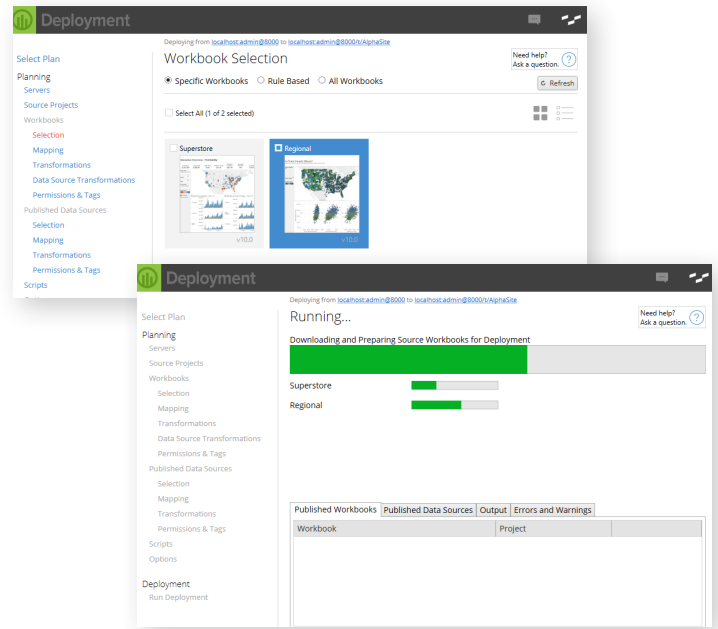 Deployment
Deploying from localhost:admin@8000 to localhost:admin@8000/t/AlphaSite
Select Plan
Workbook Selection
Need help?
Ask a question. ?
Planning
Specific Workbooks Rule Based All Workbooks
Refresh
Servers
Source Projects
Workbooks
Select All (1 of 2 selected)
Selection
Mapping
Transformations
Data Source Transformations
Permissions & Tags
Published Data Sources
Selection
Mapping
Transformations
Permissions & Tags
Scripts
Superstore
Regional
v10.0
v10.0
Deployment
Deploying from localhost:admin@8000 to localhost:admin@8000/t/AlphaSite
Select Plan
Running...
Need help?
Ask a question. ?
Planning
Servers
Source Projects
Workbooks
Selection
Mapping
Transformations
Data Source Transformations
Permissions & Tags
Published Data Sources
Selection
Mapping
Transformations
Permissions & Tags
Scripts
Options
Deployment
Run Deployment
Downloading and Preparing Source Workbooks for Deployment
Superstore
Regional
Published Workbooks Published Data Sources Output Errors and Warnings
Workbook Project